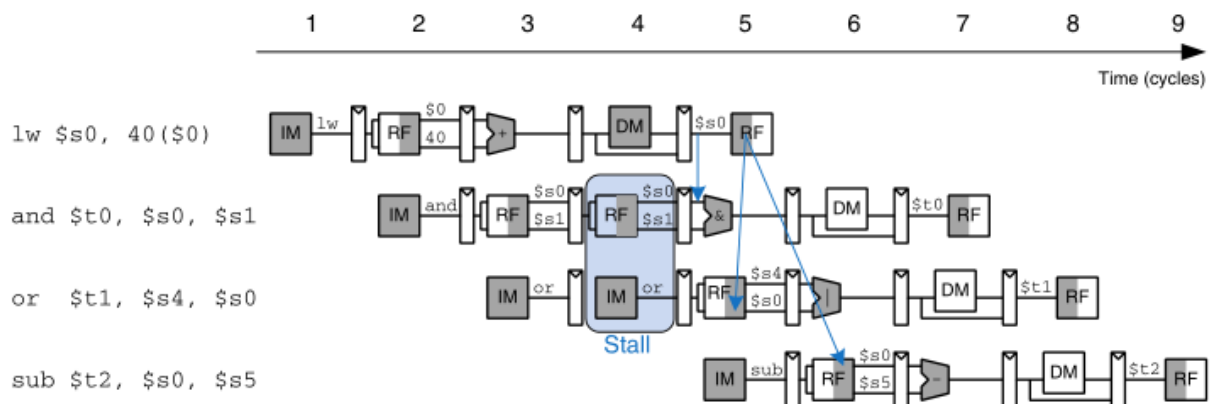 1 2 3 4 5 6 7 8 9
Time (cycles)
lw $s0, 40($0) IM lw RF $0 40 + DM $s0 RF
and $t0, $s0, $s1 IM and RF $s0 $s1 RF $s0 $s1 & DM $t0 RF
or $t1, $s4, $s0 IM or IM or RF $s4 $s0 | DM $t1 RF
Stall
sub $t2, $s0, $s5 IM sub RF $s0 $s5 - DM $t2 RF